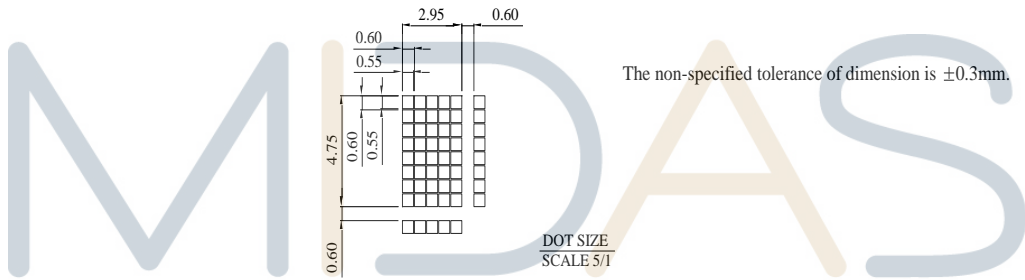 2.95 0.60
0.60
0.55
The non-specified tolerance of dimension is ±0.3mm.
4.75
0.60
0.55
0.60
DOT SIZE
SCALE 5/1
MIDAS